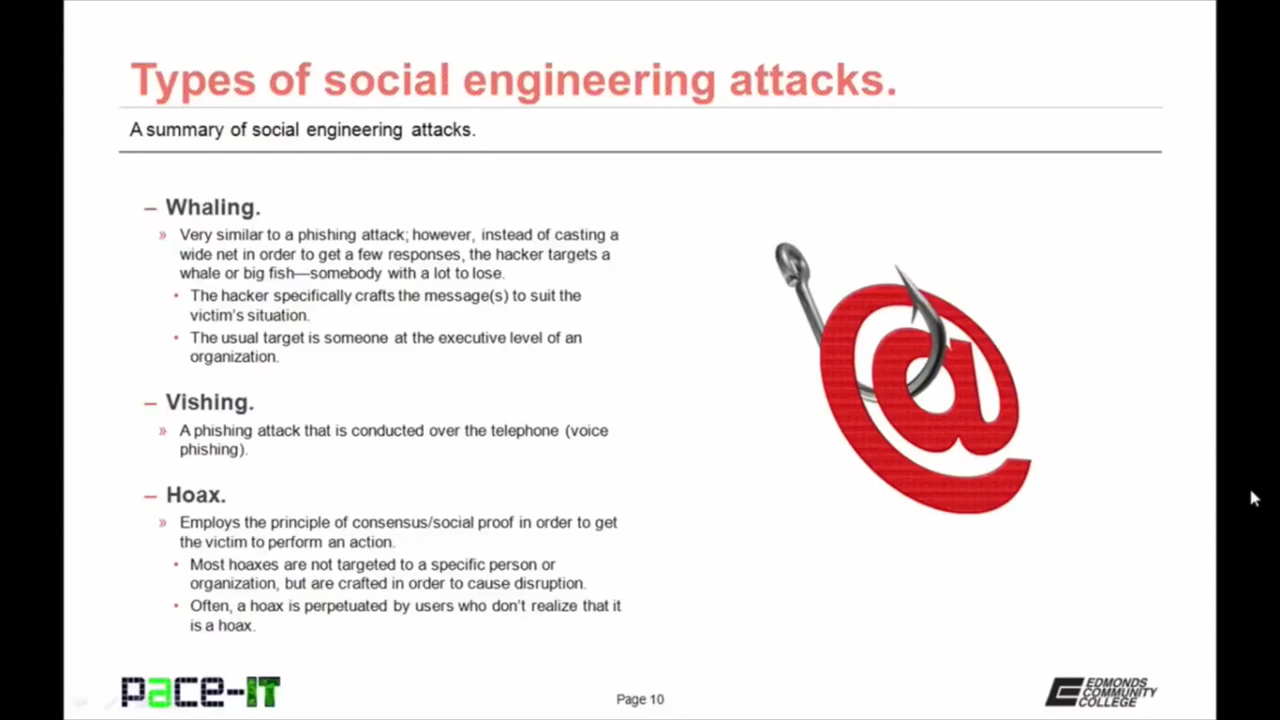 Types of social engineering attacks.
A summary of social engineering attacks.
– Whaling.
» Very similar to a phishing attack; however, instead of casting a
wide net in order to get a few responses, the hacker targets a
whale or big fish—somebody with a lot to lose.
• The hacker specifically crafts the message(s) to suit the
victim's situation.
• The usual target is someone at the executive level of an
organization.
– Vishing.
» A phishing attack that is conducted over the telephone (voice
phishing).
– Hoax.
» Employs the principle of consensus/social proof in order to get
the victim to perform an action.
• Most hoaxes are not targeted to a specific person or
organization, but are crafted in order to cause disruption.
• Often, a hoax is perpetuated by users who don't realize that it
is a hoax.
@
pace-IT
Page 10
EDMONDS
COMMUNITY
COLLEGE